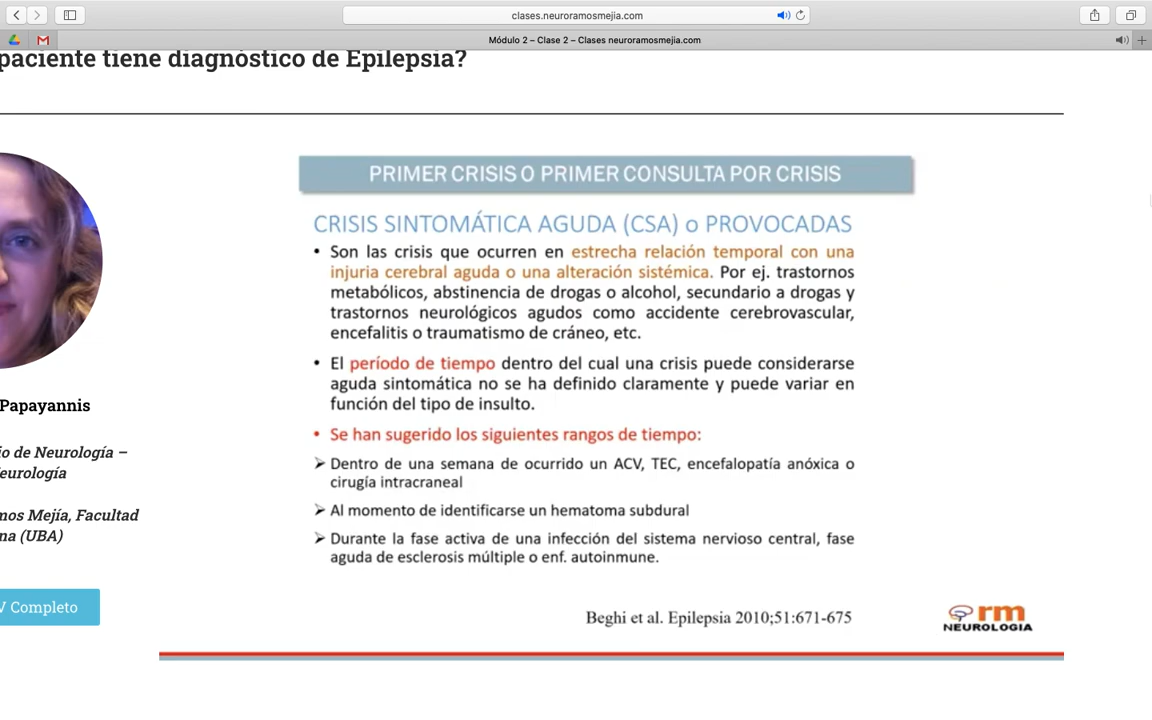 clases.neuroramosmejia.com
Módulo 2 – Clase 2 – Clases neuroramosmejia.com
paciente tiene diagnóstico de Epilepsia?
PRIMER CRISIS O PRIMER CONSULTA POR CRISIS
CRISIS SINTOMÁTICA AGUDA (CSA) o PROVOCADAS
• Son las crisis que ocurren en estrecha relación temporal con una
injuria cerebral aguda o una alteración sistémica. Por ej. trastornos
metabólicos, abstinencia de drogas o alcohol, secundario a drogas y
trastornos neurológicos agudos como accidente cerebrovascular,
encefalitis o traumatismo de cráneo, etc.
• El período de tiempo dentro del cual una crisis puede considerarse
aguda sintomática no se ha definido claramente y puede variar en
función del tipo de insulto.
• Se han sugerido los siguientes rangos de tiempo:
➢ Dentro de una semana de ocurrido un ACV, TEC, encefalopatía anóxica o
cirugía intracraneal
➢ Al momento de identificarse un hematoma subdural
➢ Durante la fase activa de una infección del sistema nervioso central, fase
aguda de esclerosis múltiple o enf. autoinmune.
Beghi et al. Epilepsia 2010;51:671-675
rm
NEUROLOGIA
Papayannis
io de Neurología –
eurología
mos Mejía, Facultad
na (UBA)
V Completo